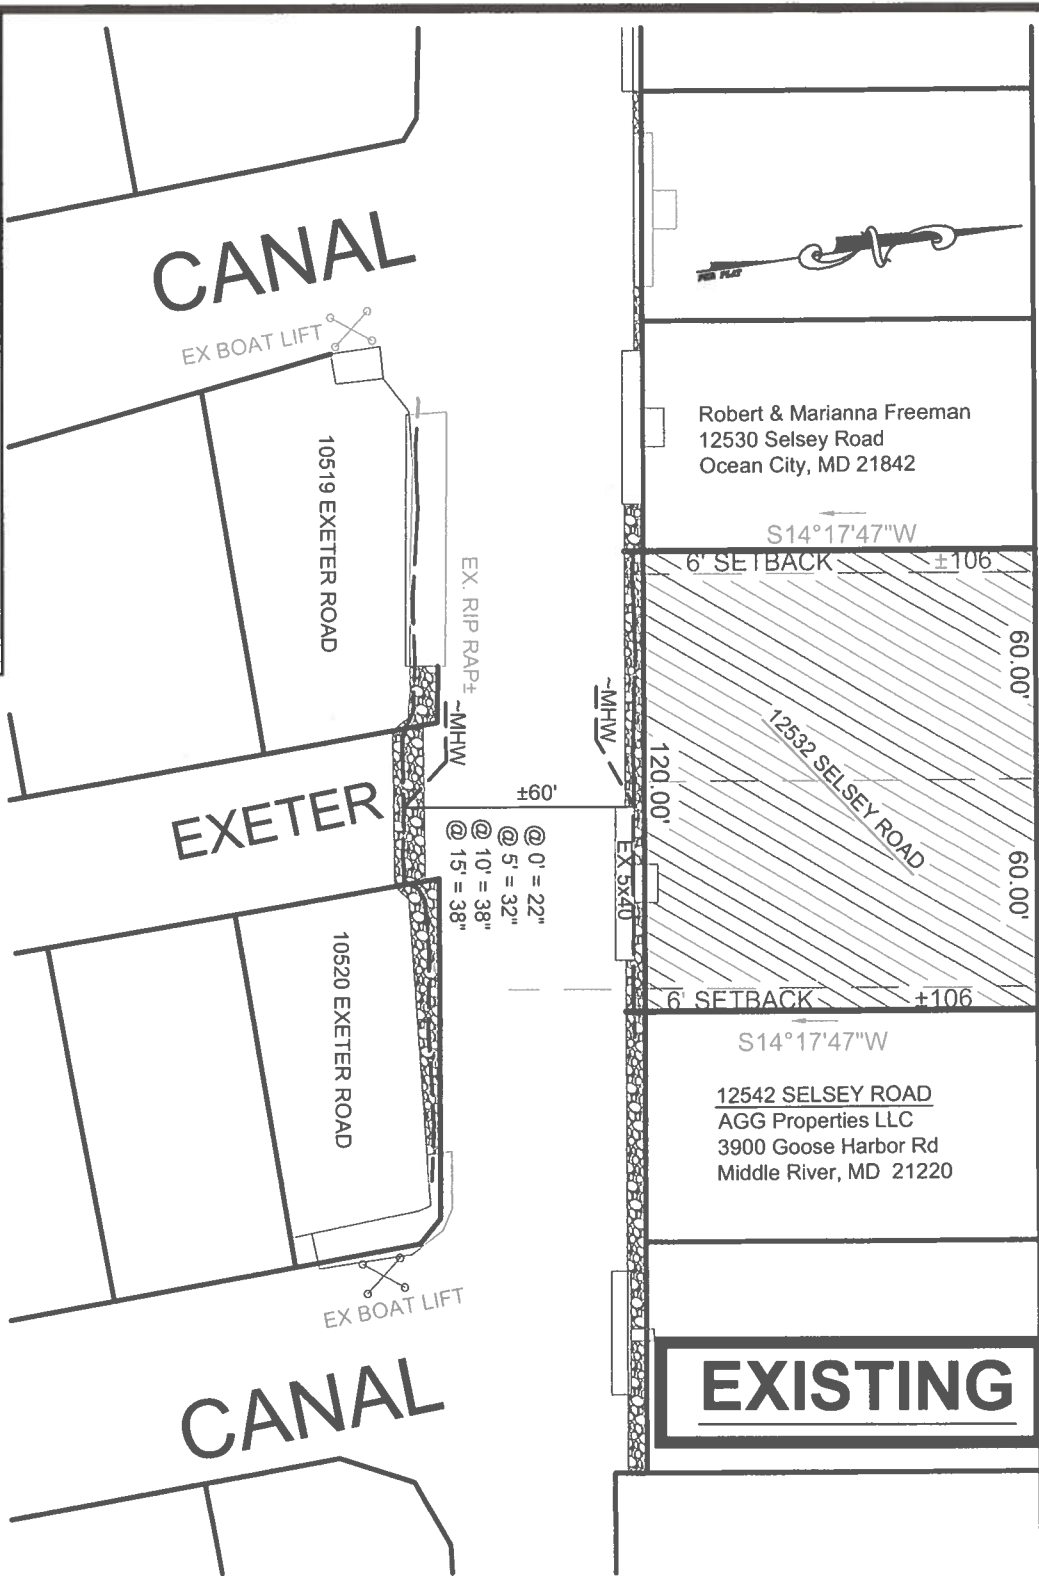 CANAL
EX BOAT LIFT
PER PLAT
Robert & Marianna Freeman
12530 Selsey Road
Ocean City, MD 21842
S14°17'47"W
6' SETBACK
±106
10519 EXETER ROAD
EX. RIP RAP±
~MHW
~MHW
60.00'
12532 SELSEY ROAD
120.00'
60.00'
EXETER
±60'
@ 0' = 22"
@ 5' = 32"
@ 10' = 38"
@ 15' = 38"
EX 5x40
10520 EXETER ROAD
6' SETBACK
±106
S14°17'47"W
12542 SELSEY ROAD
AGG Properties LLC
3900 Goose Harbor Rd
Middle River, MD 21220
EX BOAT LIFT
CANAL
EXISTING